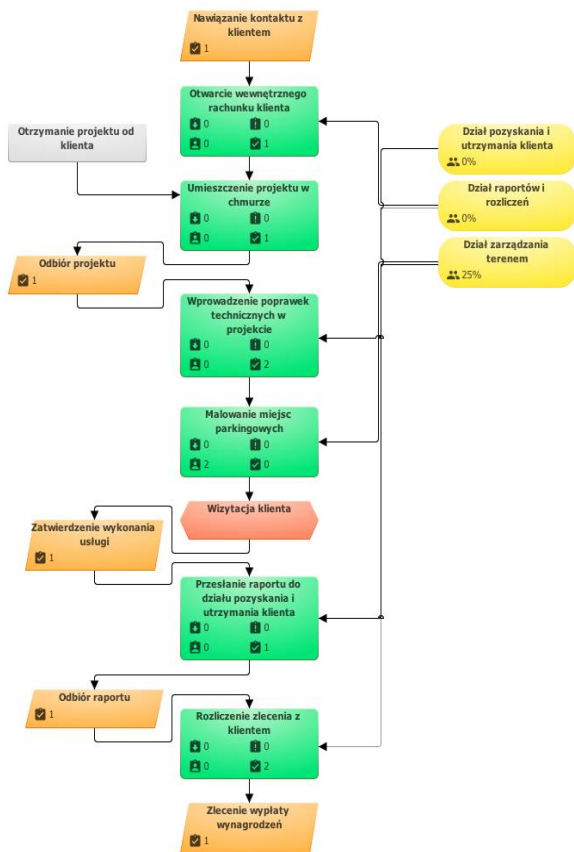 Nawiązanie kontaktu z
klientem
1
Otwarcie wewnętrznego
rachunku klienta
0 0
0 1
Otrzymanie projektu od
klienta
Dział pozyskania i
utrzymania klienta
0%
Umieszczenie projektu w
chmurze
0 0
0 1
Dział raportów i
rozliczeń
0%
Dział zarządzania
terenem
25%
Odbiór projektu
1
Wprowadzenie poprawek
technicznych w
projekcie
0 0
0 2
Malowanie miejsc
parkingowych
0 0
2 0
Wizytacja klienta
Zatwierdzenie wykonania
usługi
1
Przesłanie raportu do
działu pozyskania i
utrzymania klienta
0 0
0 1
Odbiór raportu
1
Rozliczenie zlecenia z
klientem
0 0
0 2
Zlecenie wypłaty
wynagrodzeń
1